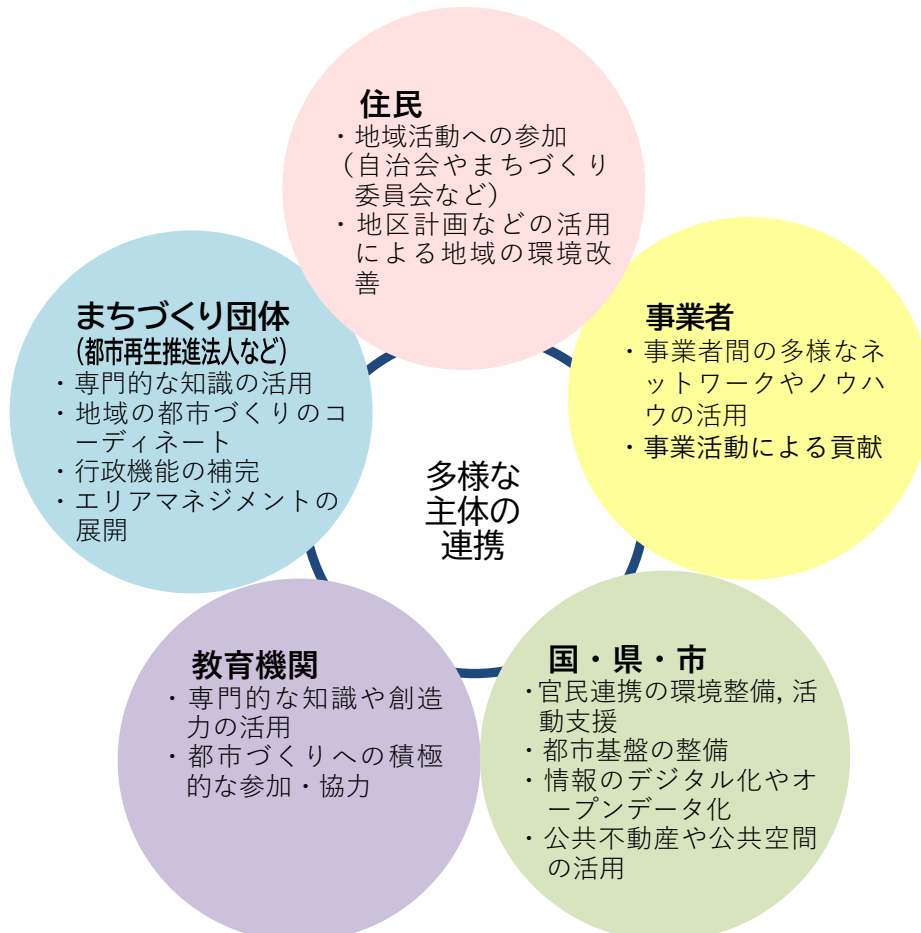 住民
・地域活動への参加
（自治会やまちづくり
委員会など）
・地区計画などの活用
による地域の環境改
善
まちづくり団体
（都市再生推進法人など）
・専門的な知識の活用
・地域の都市づくりのコ
ーディネート
・行政機能の補完
・エリアマネジメントの
展開
事業者
・事業者間の多様なネ
ットワークやノウハ
ウの活用
・事業活動による貢献
多様な
主体の
連携
教育機関
・専門的な知識や創造
力の活用
・都市づくりへの積極
的な参加・協力
国・県・市
・官民連携の環境整備, 活
動支援
・都市基盤の整備
・情報のデジタル化やオ
ープンデータ化
・公共不動産や公共空間
の活用